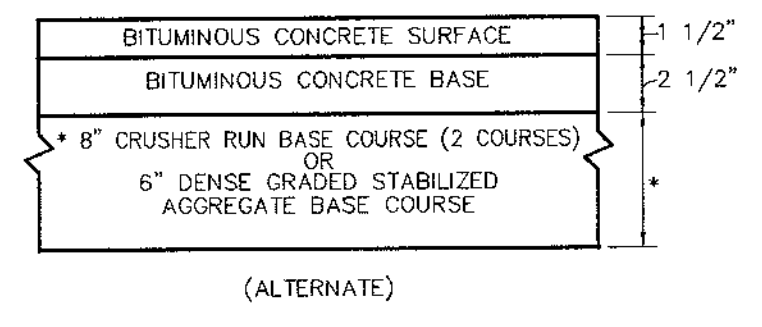 BITUMINOUS CONCRETE SURFACE
1 1/2"
BITUMINOUS CONCRETE BASE
2 1/2"
* 8" CRUSHER RUN BASE COURSE (2 COURSES)
OR
6" DENSE GRADED STABILIZED
AGGREGATE BASE COURSE
*
(ALTERNATE)